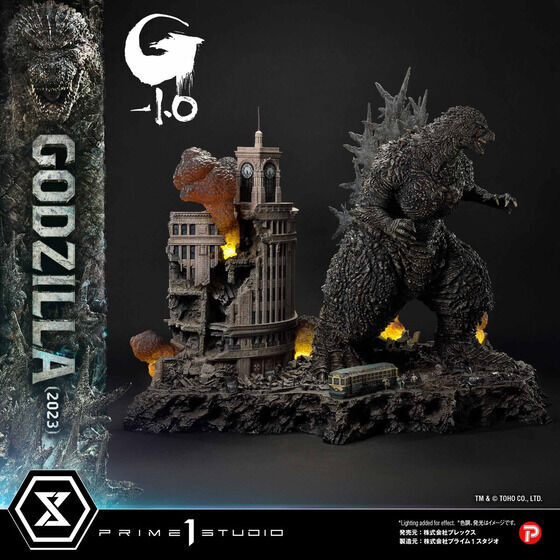 G
-1.0
GODZILLA (2023)
TM & © TOHO CO., LTD.
*Lighting added for effect. *色調、発光はイメージです。
発売元:株式会社プレックス
製造元:株式会社プライム1スタジオ
P
PRIME 1 STUDIO